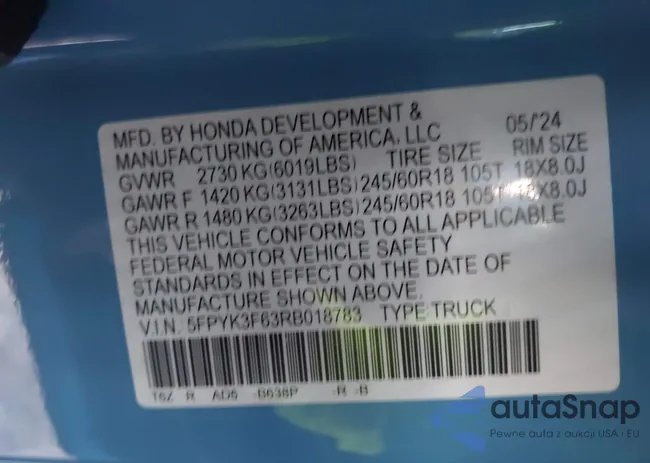 MFD. BY HONDA DEVELOPMENT &
MANUFACTURING OF AMERICA, LLC 05/'24
GVWR 2730 KG(6019LBS) TIRE SIZE RIM SIZE
GAWR F 1420 KG(3131LBS) 245/60R18 105T 18X8.0J
GAWR R 1480 KG(3263LBS) 245/60R18 105T 18X8.0J
THIS VEHICLE CONFORMS TO ALL APPLICABLE
FEDERAL MOTOR VEHICLE SAFETY
STANDARDS IN EFFECT ON THE DATE OF
MANUFACTURE SHOWN ABOVE.
V.I.N. 5FPYK3F63RB018783 TYPE:TRUCK
T6Z R AD5 -B638P -R -B
autaSnap
Pewne auta z aukcji USA i EU